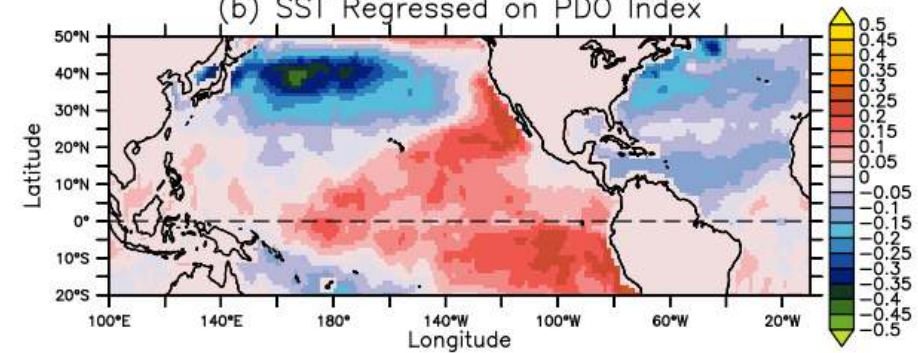 (b) SST Regressed on PDO Index
50°N
40°N
30°N
20°N
10°N
0°
10°S
20°S
Latitude
100°E 140°E 180° 140°W 100°W 60°W 20°W
Longitude
0.5
0.45
0.4
0.35
0.3
0.25
0.2
0.15
0.1
0.05
0
−0.05
−0.1
−0.15
−0.2
−0.25
−0.3
−0.35
−0.4
−0.45
−0.5